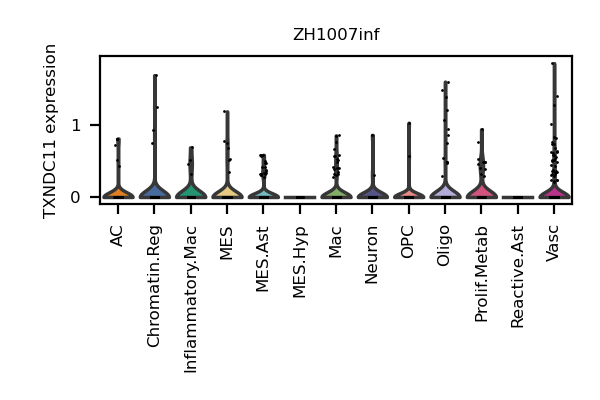 ZH1007inf
TXNDC11 expression
1
0
AC
Chromatin.Reg
Inflammatory.Mac
MES
MES.Ast
MES.Hyp
Mac
Neuron
OPC
Oligo
Prolif.Metab
Reactive.Ast
Vasc